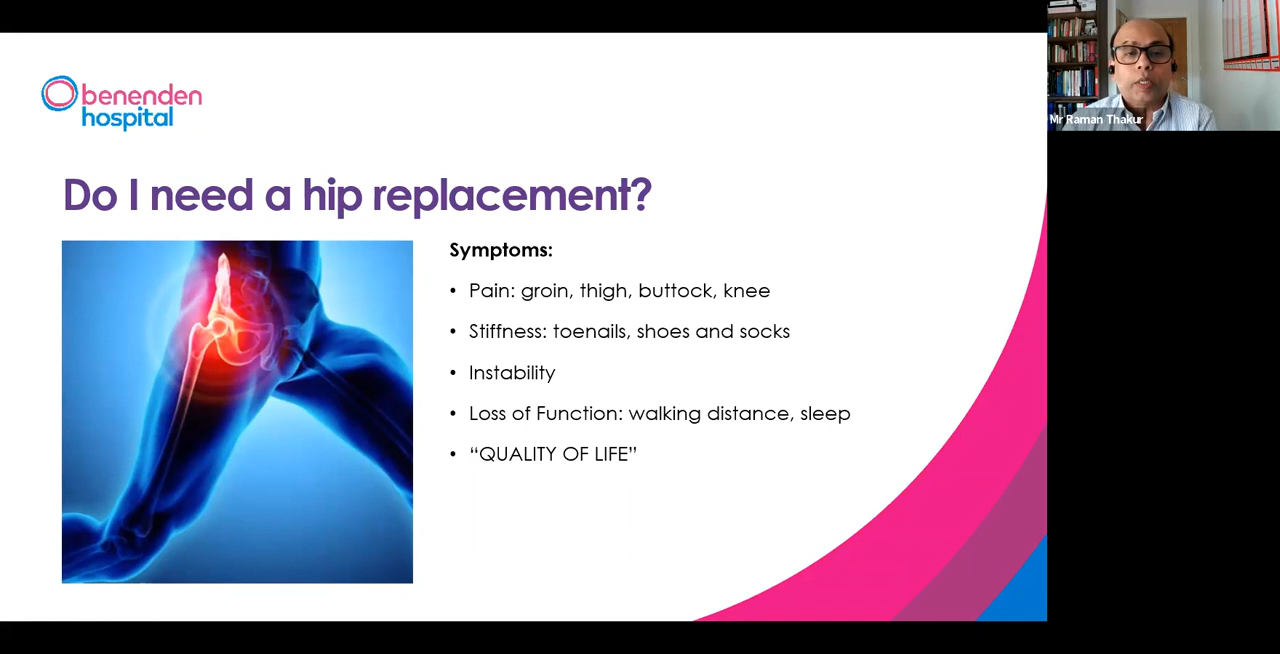 benenden
hospital
Mr Raman Thakur
Do I need a hip replacement?
Symptoms:
• Pain: groin, thigh, buttock, knee
• Stiffness: toenails, shoes and socks
• Instability
• Loss of Function: walking distance, sleep
• “QUALITY OF LIFE”